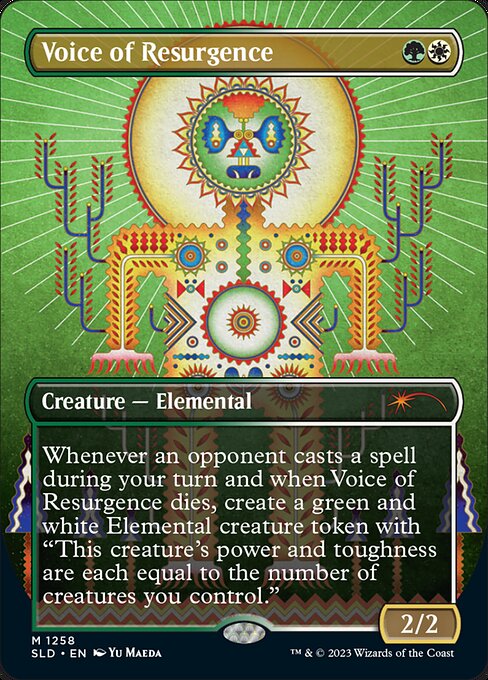 Voice of Resurgence
Creature — Elemental
Whenever an opponent casts a spell
during your turn and when Voice of
Resurgence dies, create a green and
white Elemental creature token with
“This creature’s power and toughness
are each equal to the number of
creatures you control.”
2/2
M 1258
SLD • EN Yu Maeda
™ & © 2023 Wizards of the Coast